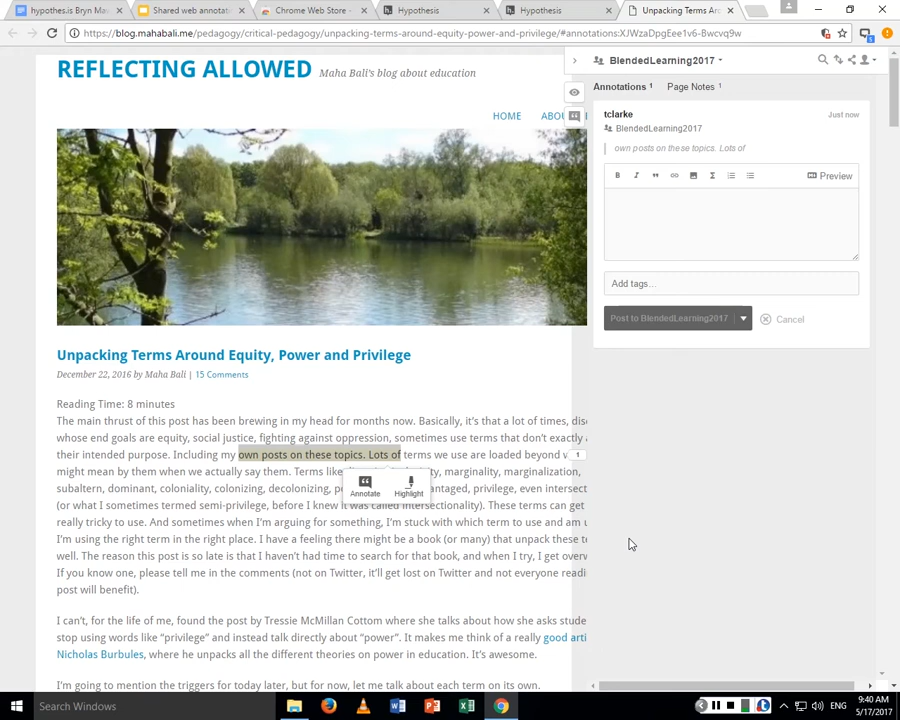 hypothes.is Bryn Ma
Shared web annotati
Chrome Web Store -
Hypothesis
Hypothesis
Unpacking Terms Ar
https://blog.mahabali.me/pedagogy/critical-pedagogy/unpacking-terms-around-equity-power-and-privilege/#annotations:XJWzaDpgEee1v6-Bwcvq9w
REFLECTING ALLOWED Maha Bali's blog about education
HOME ABOU
BlendedLearning2017
Annotations 1 Page Notes 1
tclarke Just now
BlendedLearning2017
own posts on these topics. Lots of
Preview
Add tags...
Post to BlendedLearning2017 Cancel
Unpacking Terms Around Equity, Power and Privilege
December 22, 2016 by Maha Bali | 15 Comments
Reading Time: 8 minutes
The main thrust of this post has been brewing in my head for months now. Basically, it's that a lot of times, disc
whose end goals are equity, social justice, fighting against oppression, sometimes use terms that don't exactly
their intended purpose. Including my own posts on these topics. Lots of terms we use are loaded beyond 1
might mean by them when we actually say them. Terms like marginality, marginalization,
subaltern, dominant, coloniality, colonizing, decolonizing, antaged, privilege, even intersect
(or what I sometimes termed semi-privilege, before I knew it was called intersectionality). These terms can get
really tricky to use. And sometimes when I'm arguing for something, I'm stuck with which term to use and am u
I'm using the right term in the right place. I have a feeling there might be a book (or many) that unpack these te
well. The reason this post is so late is that I haven't had time to search for that book, and when I try, I get overv
If you know one, please tell me in the comments (not on Twitter, it'll get lost on Twitter and not everyone readi
post will benefit).
Annotate Highlight
I can't, for the life of me, found the post by Tressie McMillan Cottom where she talks about how she asks stude
stop using words like "privilege" and instead talk directly about "power". It makes me think of a really good arti
Nicholas Burbules, where he unpacks all the different theories on power in education. It's awesome.
I'm going to mention the triggers for today later, but for now, let me talk about each term on its own.
Search Windows
ENG
9:40 AM
5/17/2017